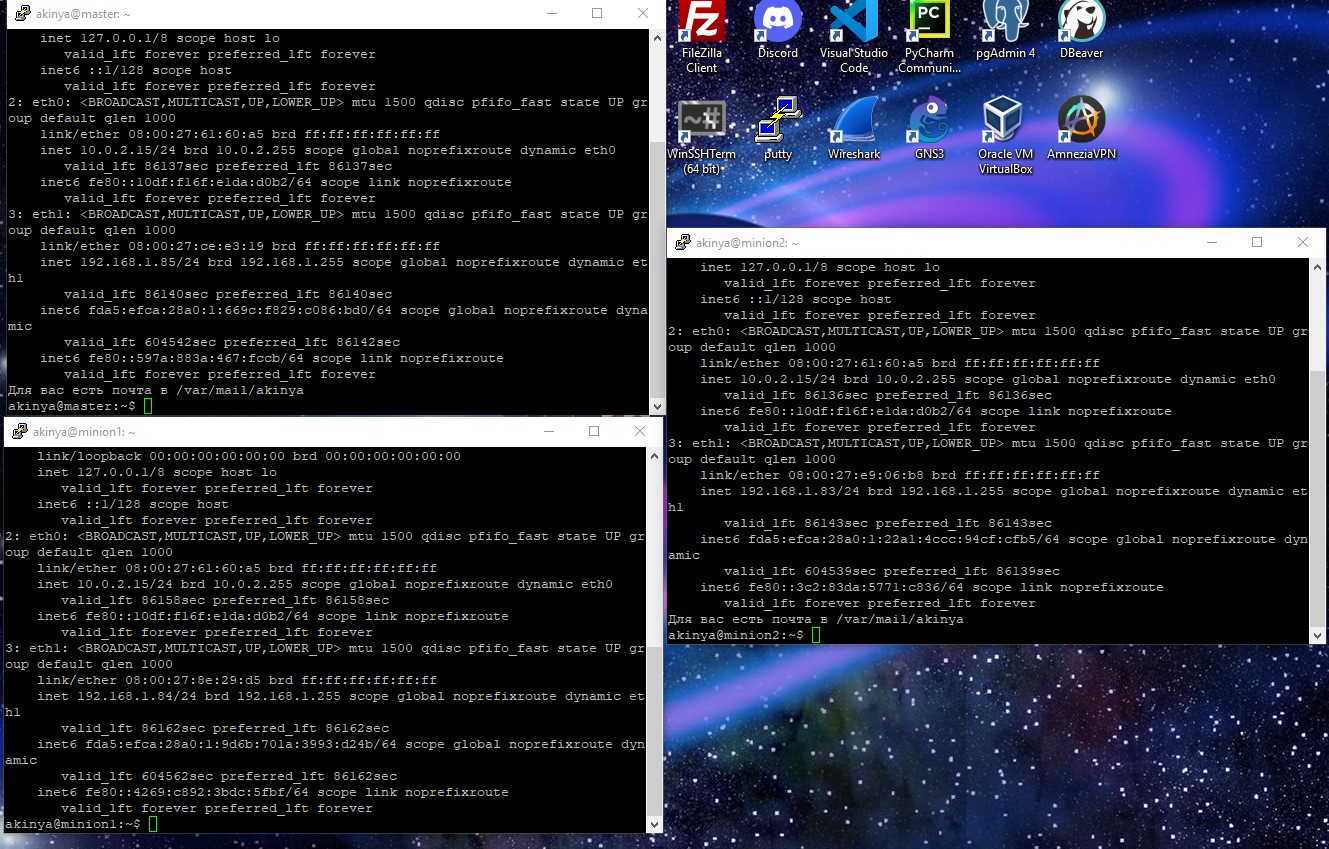 akinya@master: ~
inet 127.0.0.1/8 scope host lo
valid_lft forever preferred_lft forever
inet6 ::1/128 scope host
valid_lft forever preferred_lft forever
2: eth0: <BROADCAST,MULTICAST,UP,LOWER_UP> mtu 1500 qdisc pfifo_fast state UP gr
oup default qlen 1000
link/ether 08:00:27:61:60:a5 brd ff:ff:ff:ff:ff:ff
inet 10.0.2.15/24 brd 10.0.2.255 scope global noprefixroute dynamic eth0
valid_lft 86137sec preferred_lft 86137sec
inet6 fe80::10df:f16f:e1da:d0b2/64 scope link noprefixroute
valid_lft forever preferred_lft forever
3: eth1: <BROADCAST,MULTICAST,UP,LOWER_UP> mtu 1500 qdisc pfifo_fast state UP gr
oup default qlen 1000
link/ether 08:00:27:ce:e3:19 brd ff:ff:ff:ff:ff:ff
inet 192.168.1.85/24 brd 192.168.1.255 scope global noprefixroute dynamic et
h1
valid_lft 86140sec preferred_lft 86140sec
inet6 fda5:efca:28a0:1:669c:f829:c086:bd0/64 scope global noprefixroute dyna
mic
valid_lft 604542sec preferred_lft 86142sec
inet6 fe80::597a:883a:467:fccb/64 scope link noprefixroute
valid_lft forever preferred_lft forever
Для вас есть почта в /var/mail/akinya
akinya@master:~$
FileZilla
Client
Discord
Visual Studio
Code
PyCharm
Communi...
pgAdmin 4
DBeaver
WinSSHTerm
(64 bit)
putty
Wireshark
GNS3
Oracle VM
VirtualBox
AmneziaVPN
akinya@minion2: ~
inet 127.0.0.1/8 scope host lo
valid_lft forever preferred_lft forever
inet6 ::1/128 scope host
valid_lft forever preferred_lft forever
2: eth0: <BROADCAST,MULTICAST,UP,LOWER_UP> mtu 1500 qdisc pfifo_fast state UP gr
oup default qlen 1000
link/ether 08:00:27:61:60:a5 brd ff:ff:ff:ff:ff:ff
inet 10.0.2.15/24 brd 10.0.2.255 scope global noprefixroute dynamic eth0
valid_lft 86136sec preferred_lft 86136sec
inet6 fe80::10df:f16f:e1da:d0b2/64 scope link noprefixroute
valid_lft forever preferred_lft forever
3: eth1: <BROADCAST,MULTICAST,UP,LOWER_UP> mtu 1500 qdisc pfifo_fast state UP gr
oup default qlen 1000
link/ether 08:00:27:e9:06:b8 brd ff:ff:ff:ff:ff:ff
inet 192.168.1.83/24 brd 192.168.1.255 scope global noprefixroute dynamic et
h1
valid_lft 86143sec preferred_lft 86143sec
inet6 fda5:efca:28a0:1:22a1:4ccc:94cf:cfb5/64 scope global noprefixroute dyn
amic
valid_lft 604539sec preferred_lft 86139sec
inet6 fe80::3c2:83da:5771:c836/64 scope link noprefixroute
valid_lft forever preferred_lft forever
Для вас есть почта в /var/mail/akinya
akinya@minion2:~$
akinya@minion1: ~
link/loopback 00:00:00:00:00:00 brd 00:00:00:00:00:00
inet 127.0.0.1/8 scope host lo
valid_lft forever preferred_lft forever
inet6 ::1/128 scope host
valid_lft forever preferred_lft forever
2: eth0: <BROADCAST,MULTICAST,UP,LOWER_UP> mtu 1500 qdisc pfifo_fast state UP gr
oup default qlen 1000
link/ether 08:00:27:61:60:a5 brd ff:ff:ff:ff:ff:ff
inet 10.0.2.15/24 brd 10.0.2.255 scope global noprefixroute dynamic eth0
valid_lft 86158sec preferred_lft 86158sec
inet6 fe80::10df:f16f:e1da:d0b2/64 scope link noprefixroute
valid_lft forever preferred_lft forever
3: eth1: <BROADCAST,MULTICAST,UP,LOWER_UP> mtu 1500 qdisc pfifo_fast state UP gr
oup default qlen 1000
link/ether 08:00:27:8e:29:d5 brd ff:ff:ff:ff:ff:ff
inet 192.168.1.84/24 brd 192.168.1.255 scope global noprefixroute dynamic et
h1
valid_lft 86162sec preferred_lft 86162sec
inet6 fda5:efca:28a0:1:9d6b:701a:3993:d24b/64 scope global noprefixroute dyn
amic
valid_lft 604562sec preferred_lft 86162sec
inet6 fe80::4269:c892:3bdc:5fbf/64 scope link noprefixroute
valid_lft forever preferred_lft forever
akinya@minion1:~$